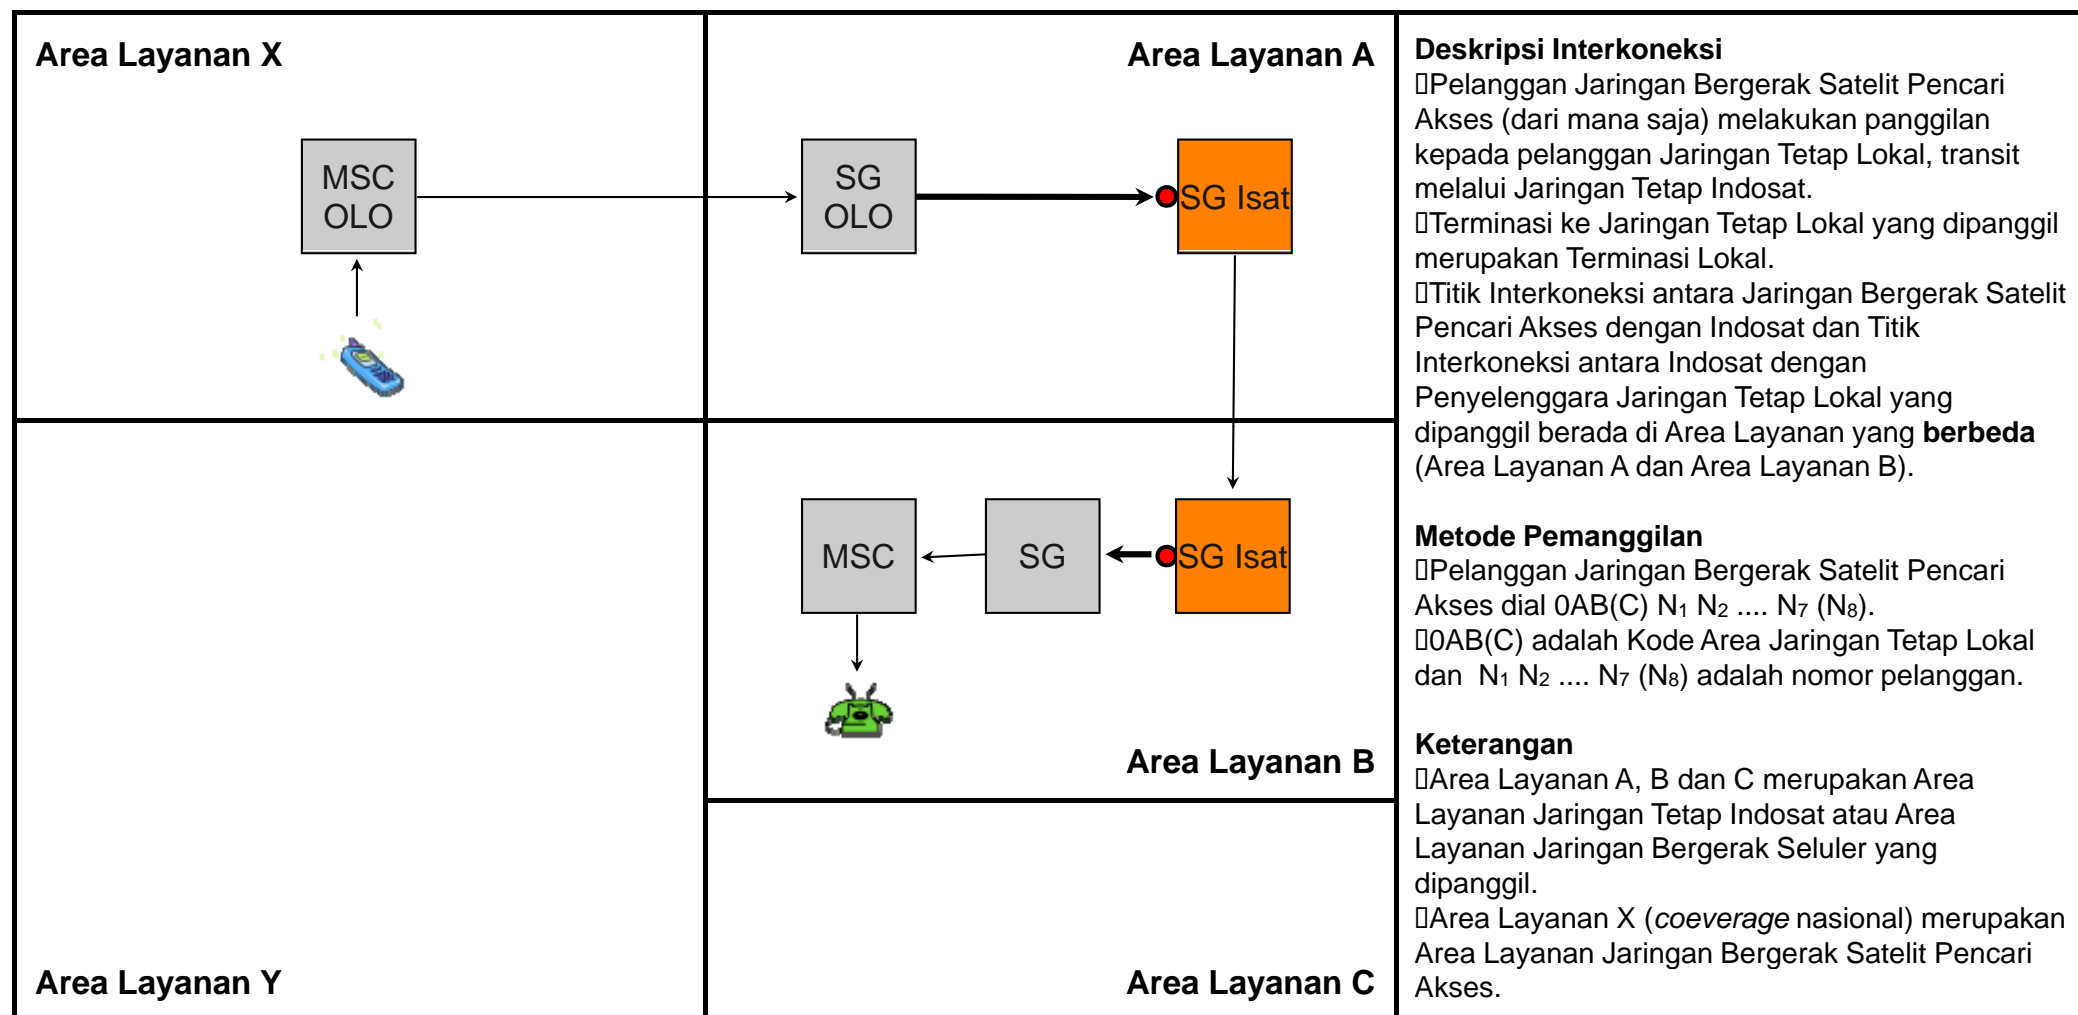 Area Layanan X
Area Layanan A
MSC
OLO
SG
OLO
SG Isat
MSC
SG
SG Isat
Area Layanan B
Area Layanan Y
Area Layanan C
Deskripsi Interkoneksi
Pelanggan Jaringan Bergerak Satelit Pencari
Akses (dari mana saja) melakukan panggilan
kepada pelanggan Jaringan Tetap Lokal, transit
melalui Jaringan Tetap Indosat.
Terminasi ke Jaringan Tetap Lokal yang dipanggil
merupakan Terminasi Lokal.
Titik Interkoneksi antara Jaringan Bergerak Satelit
Pencari Akses dengan Indosat dan Titik
Interkoneksi antara Indosat dengan
Penyelenggara Jaringan Tetap Lokal yang
dipanggil berada di Area Layanan yang berbeda
(Area Layanan A dan Area Layanan B).
Metode Pemanggilan
Pelanggan Jaringan Bergerak Satelit Pencari
Akses dial 0AB(C) N₁ N₂ .... N₇ (N₈).
0AB(C) adalah Kode Area Jaringan Tetap Lokal
dan N₁ N₂ .... N₇ (N₈) adalah nomor pelanggan.
Keterangan
Area Layanan A, B dan C merupakan Area
Layanan Jaringan Tetap Indosat atau Area
Layanan Jaringan Bergerak Seluler yang
dipanggil.
Area Layanan X (coeverage nasional) merupakan
Area Layanan Jaringan Bergerak Satelit Pencari
Akses.